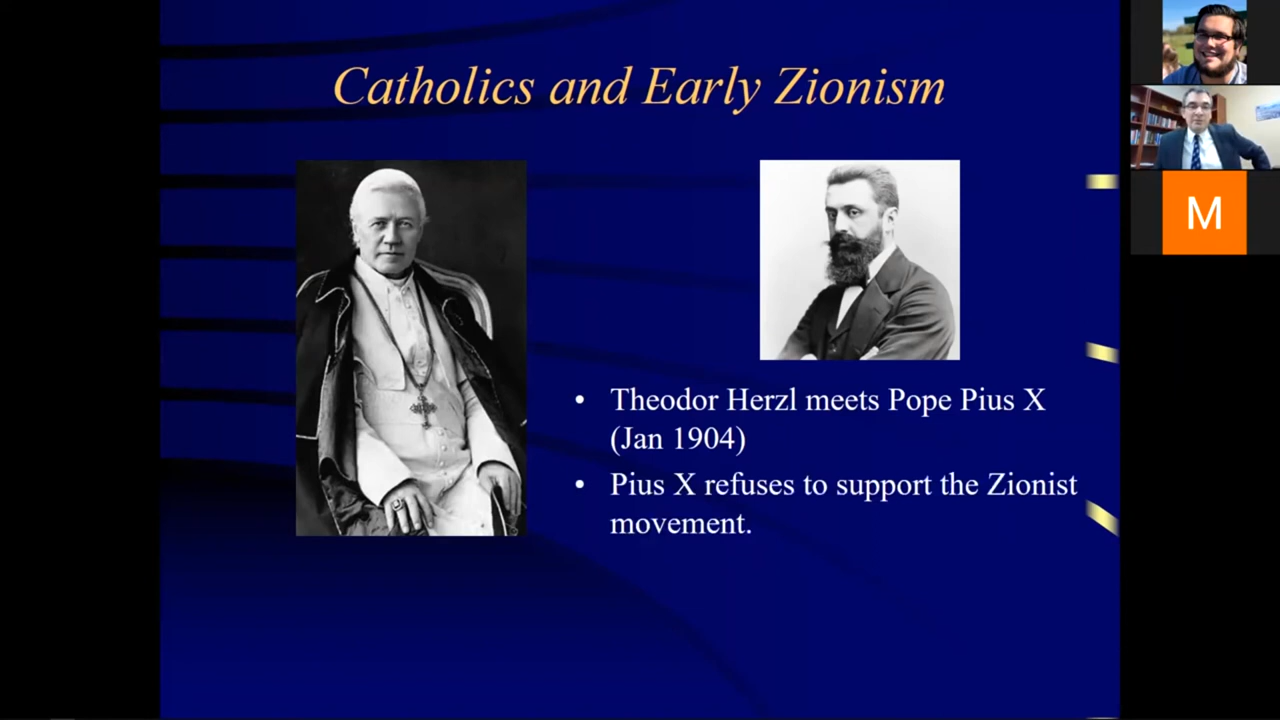 Catholics and Early Zionism
• Theodor Herzl meets Pope Pius X
(Jan 1904)
• Pius X refuses to support the Zionist
movement.
M